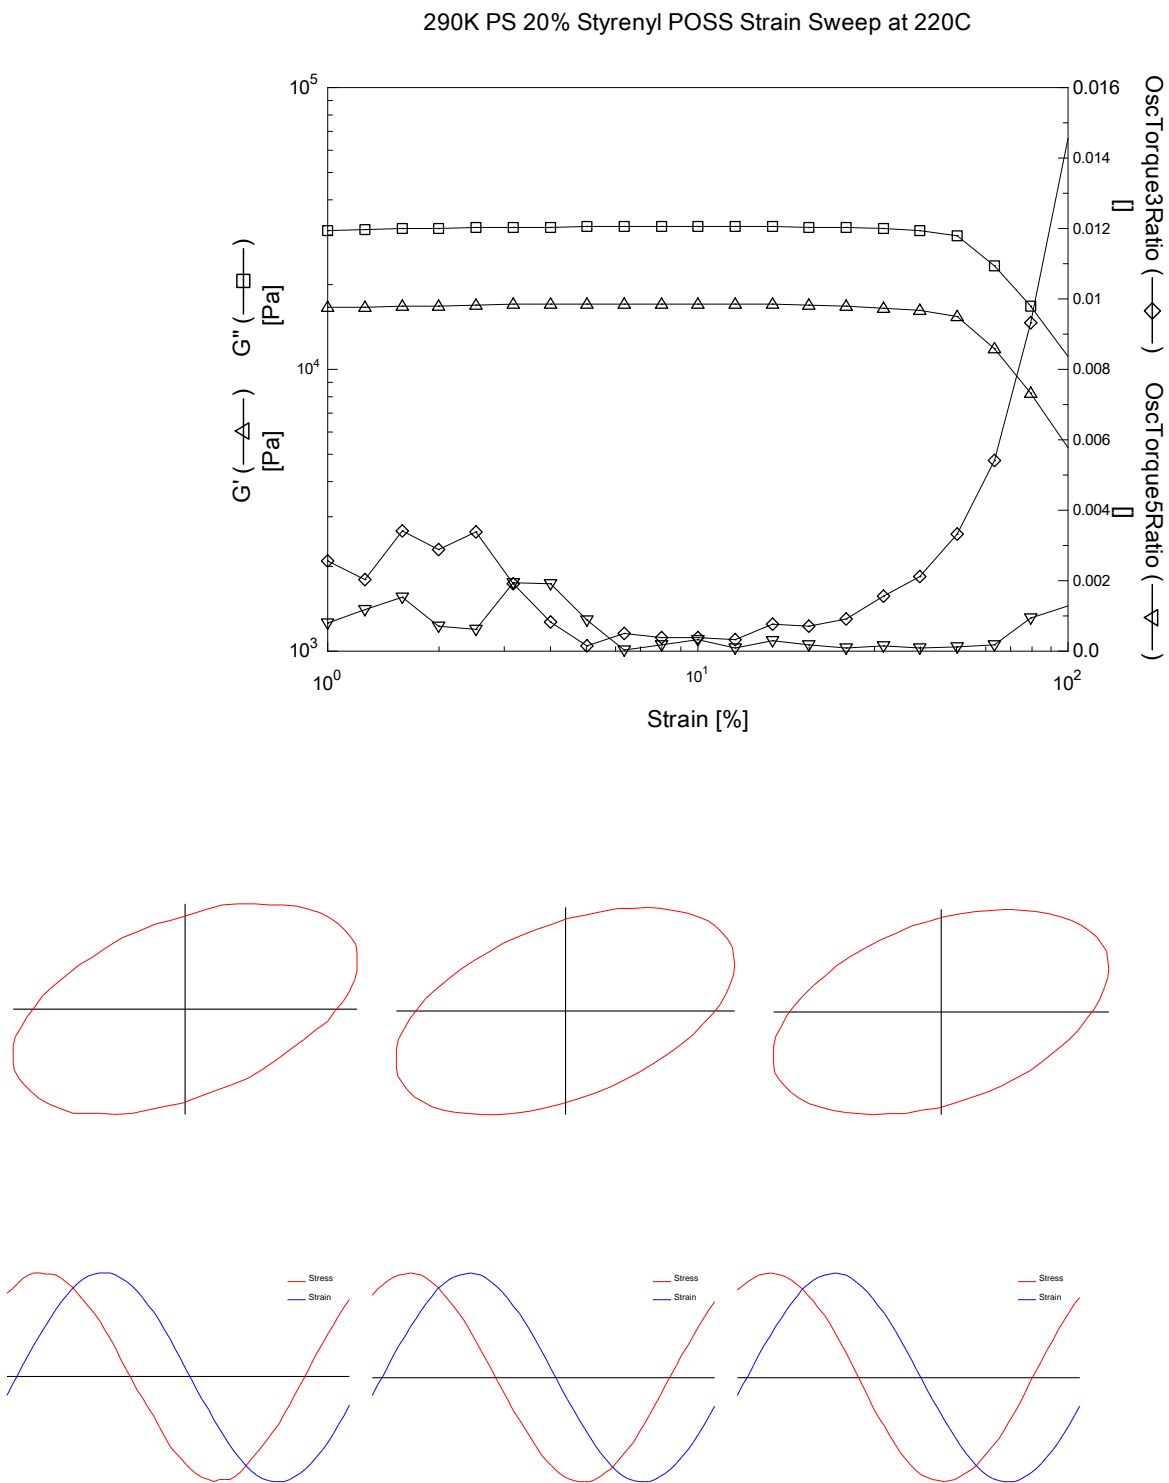 290K PS 20% Styrenyl POSS Strain Sweep at 220C
10^5
10^4
10^3
G" ( )
[Pa]
G' ( )
[Pa]
0.016
0.014
0.012
0.01
0.008
0.006
0.004
0.002
0.0
OscTorque3Ratio ( )
[]
OscTorque5Ratio ( )
[]
10^0
10^1
10^2
Strain [%]
Stress
Strain
Stress
Strain
Stress
Strain